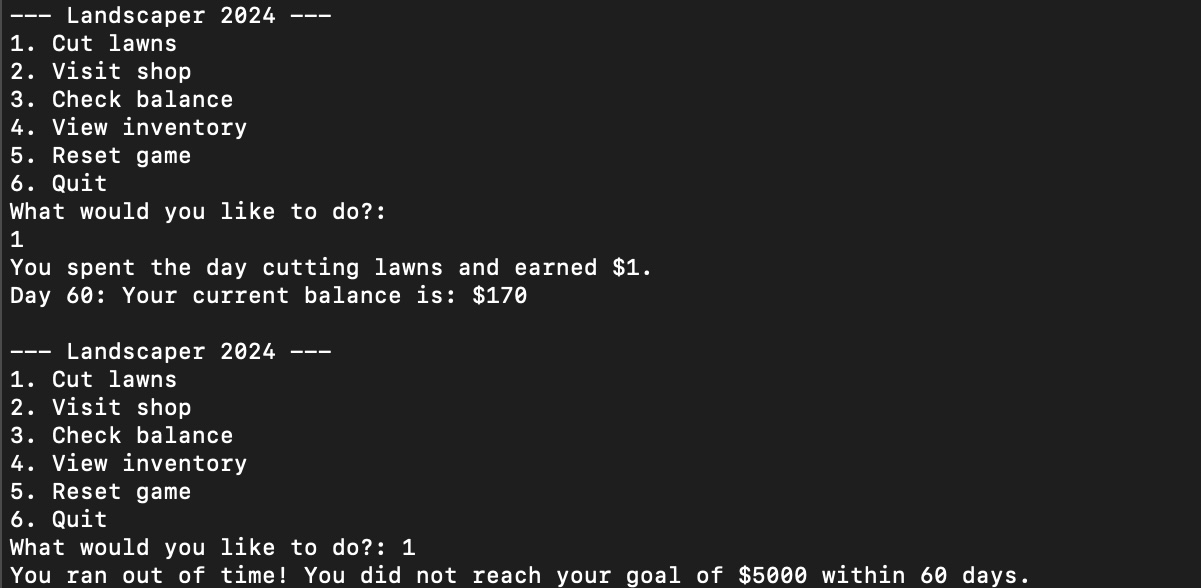 --- Landscaper 2024 ---
1. Cut lawns
2. Visit shop
3. Check balance
4. View inventory
5. Reset game
6. Quit
What would you like to do?:
1
You spent the day cutting lawns and earned $1.
Day 60: Your current balance is: $170

--- Landscaper 2024 ---
1. Cut lawns
2. Visit shop
3. Check balance
4. View inventory
5. Reset game
6. Quit
What would you like to do?: 1
You ran out of time! You did not reach your goal of $5000 within 60 days.